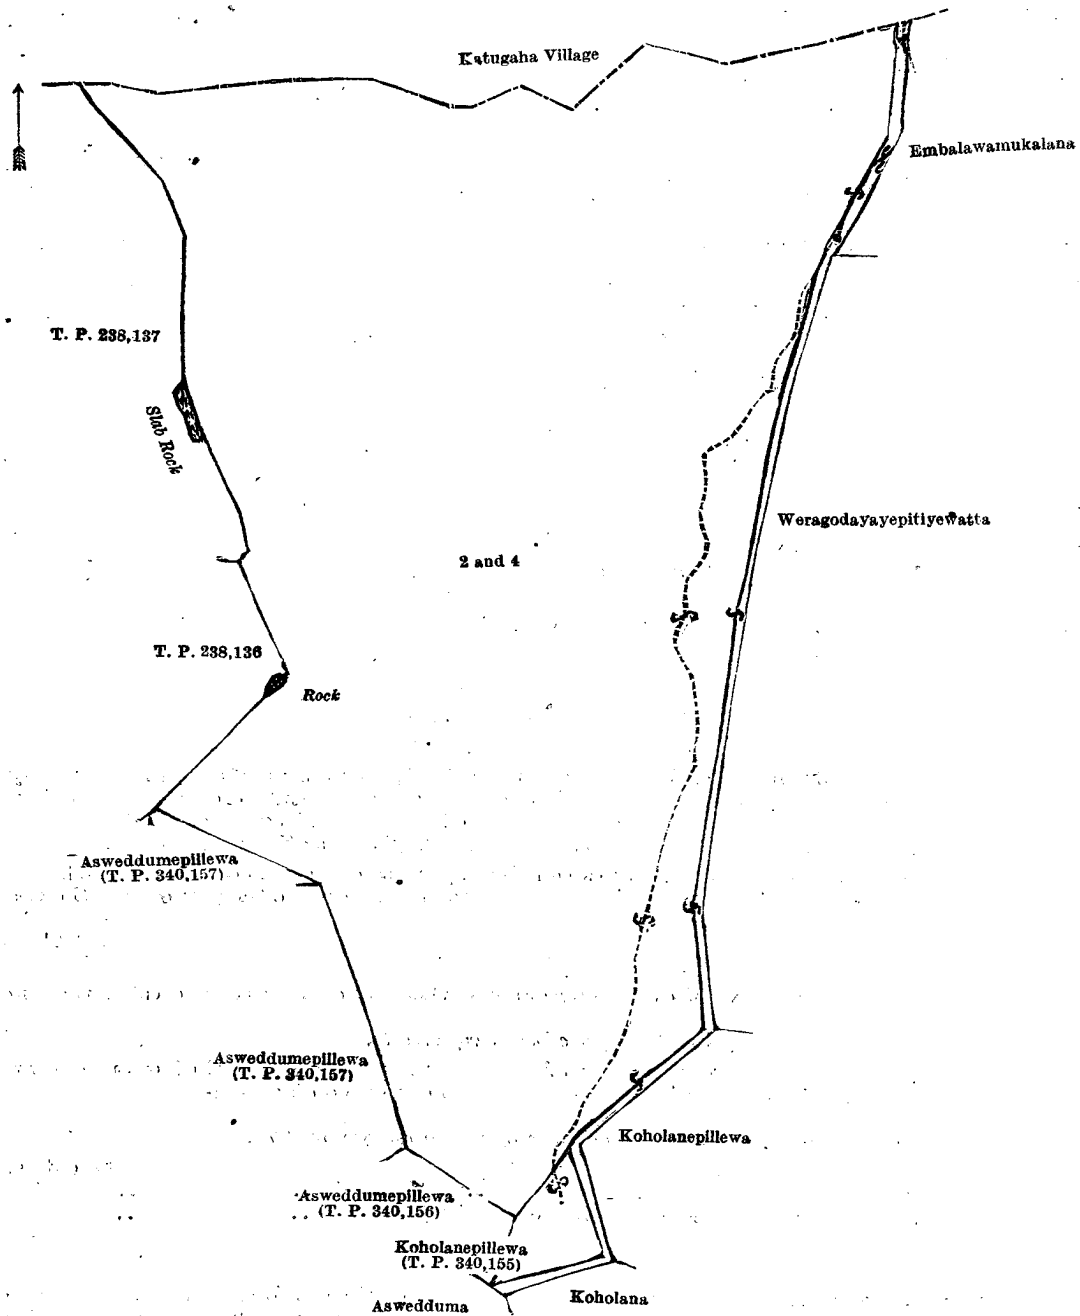 Katugaha Village
Embalawamukalana
T. P. 238,137
Slab Rock
Weragodayayepitiyewatta
2 and 4
T. P. 238,136
Rock
Asweddumepillewa
(T. P. 340,157)
Asweddumepillewa
(T. P. 340,157)
Koholanepillewa
Asweddumepillewa
(T. P. 340,156)
Koholanepillewa
(T. P. 340,155)
Koholana
Aswedduma